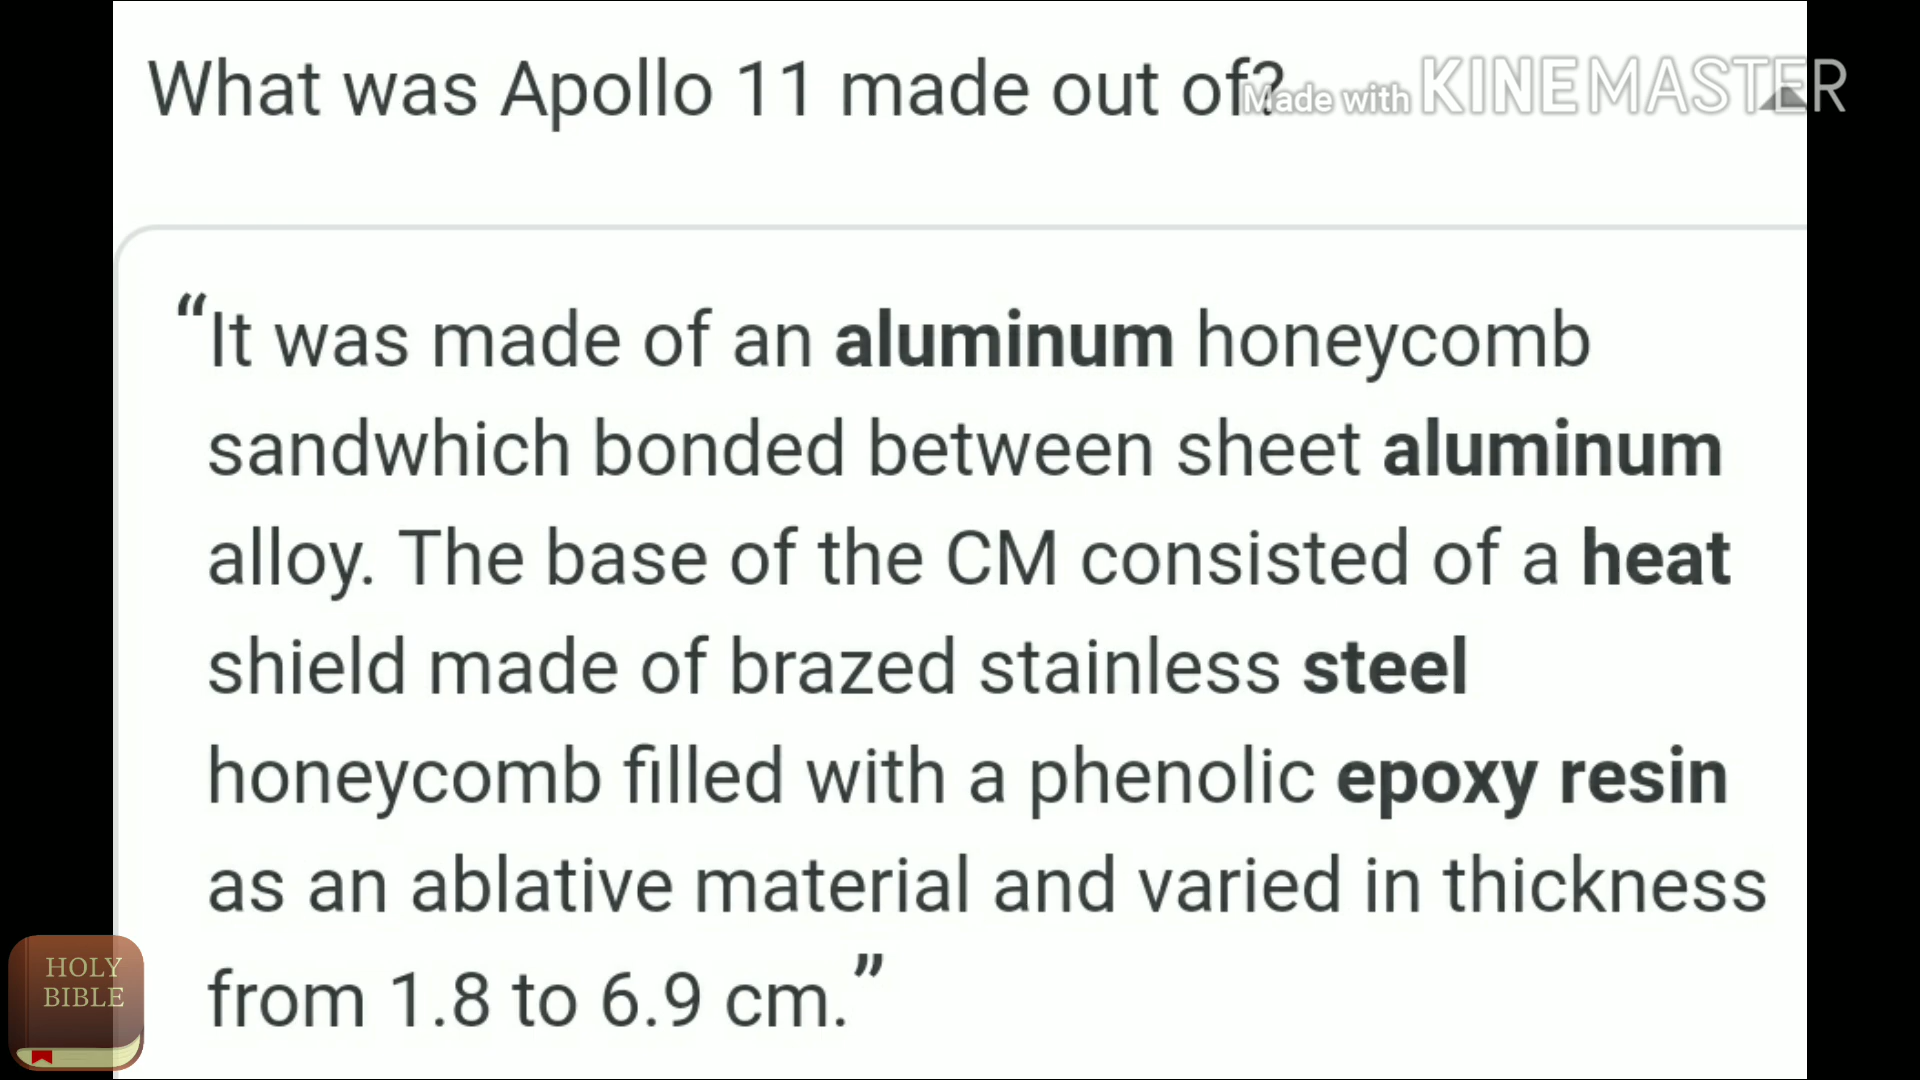 What was Apollo 11 made out of?
Made with KINEMASTER
“It was made of an aluminum honeycomb
sandwhich bonded between sheet aluminum
alloy. The base of the CM consisted of a heat
shield made of brazed stainless steel
honeycomb filled with a phenolic epoxy resin
as an ablative material and varied in thickness
from 1.8 to 6.9 cm.”
HOLY
BIBLE